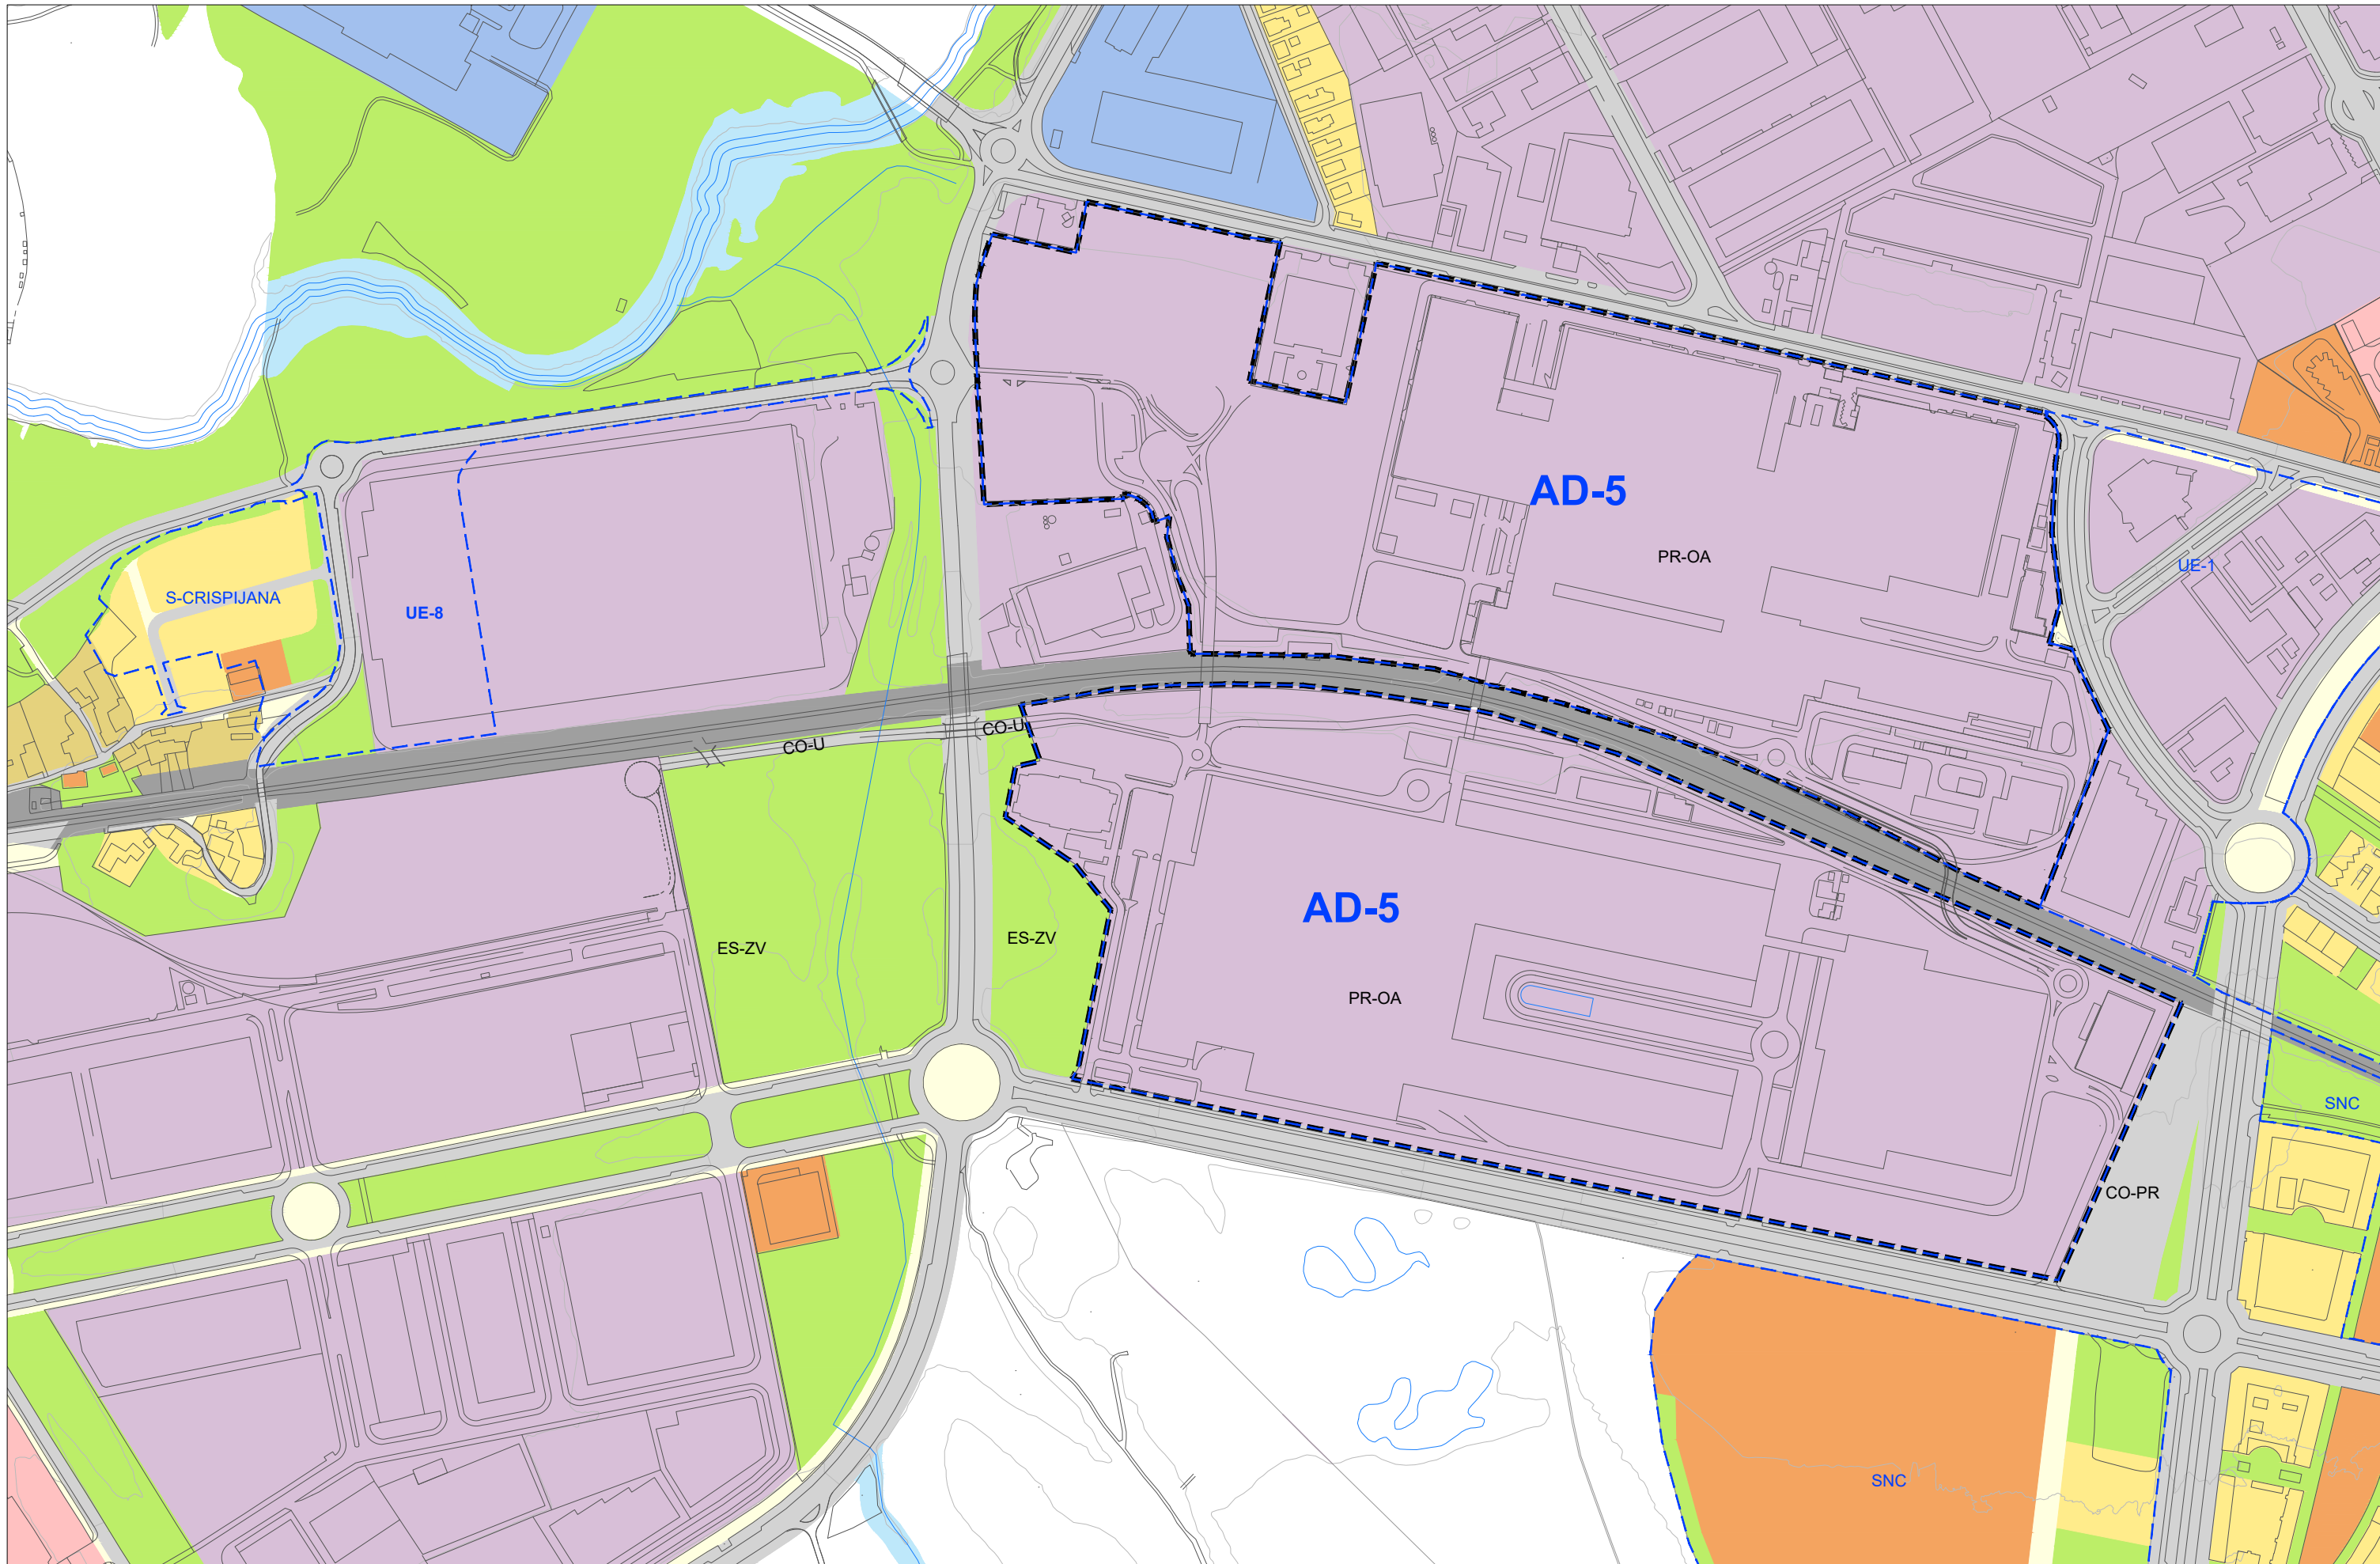 AD-5
PR-OA
UE-1
S-CRISPIJANA
UE-8
CO-U
CO-U
AD-5
ES-ZV
ES-ZV
PR-OA
SNC
CO-PR
SNC